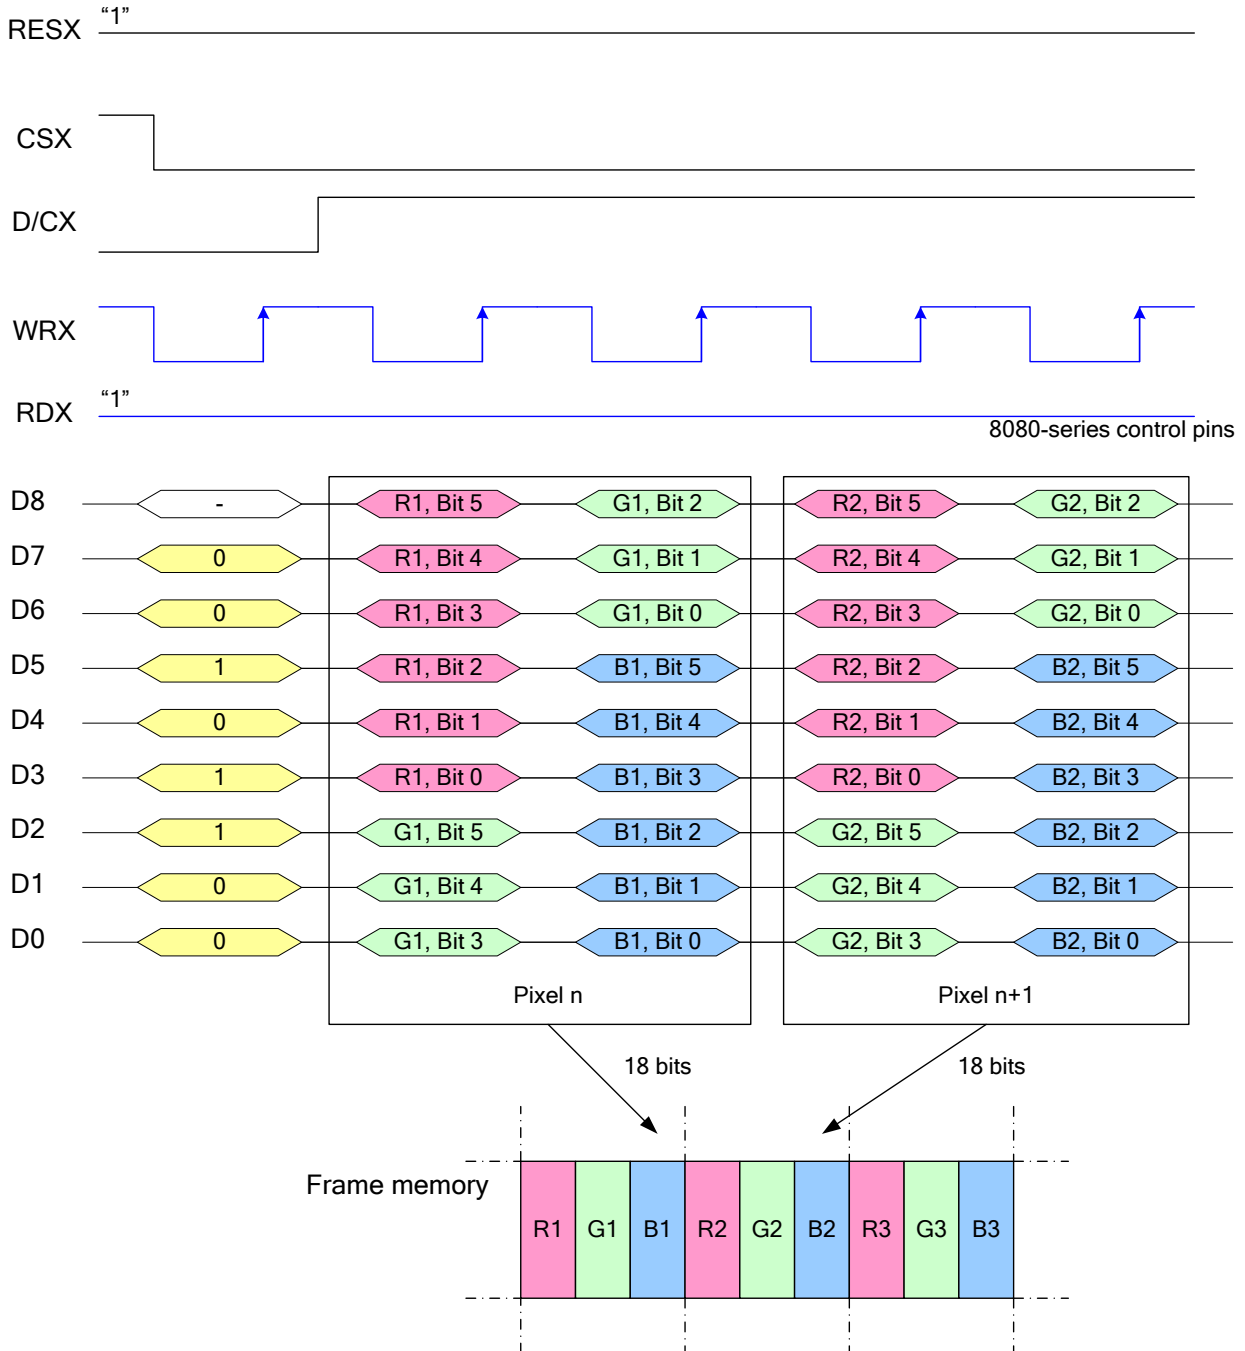 RESX “1”
CSX
D/CX
WRX
RDX “1”
8080-series control pins
D8 - R1, Bit 5 G1, Bit 2 R2, Bit 5 G2, Bit 2
D7 0 R1, Bit 4 G1, Bit 1 R2, Bit 4 G2, Bit 1
D6 0 R1, Bit 3 G1, Bit 0 R2, Bit 3 G2, Bit 0
D5 1 R1, Bit 2 B1, Bit 5 R2, Bit 2 B2, Bit 5
D4 0 R1, Bit 1 B1, Bit 4 R2, Bit 1 B2, Bit 4
D3 1 R1, Bit 0 B1, Bit 3 R2, Bit 0 B2, Bit 3
D2 1 G1, Bit 5 B1, Bit 2 G2, Bit 5 B2, Bit 2
D1 0 G1, Bit 4 B1, Bit 1 G2, Bit 4 B2, Bit 1
D0 0 G1, Bit 3 B1, Bit 0 G2, Bit 3 B2, Bit 0
Pixel n Pixel n+1
18 bits 18 bits
Frame memory
R1 G1 B1 R2 G2 B2 R3 G3 B3